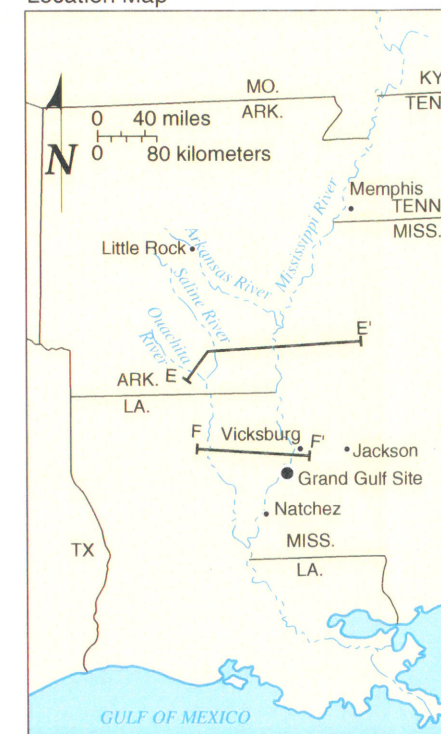 Location Map
MO.
KY
ARK.
TEN
0 40 miles
0 80 kilometers
N
Memphis
TENN
MISS.
Mississippi River
Little Rock
Arkansas River
Saline River
Ouachita
River
E
E'
ARK.
LA.
F
Vicksburg
F'
Jackson
Grand Gulf Site
Natchez
TX
MISS.
LA.
GULF OF MEXICO